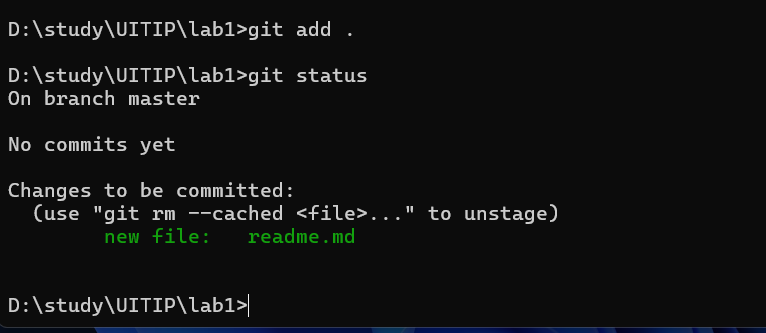 D:\study\UITIP\lab1>git add .
D:\study\UITIP\lab1>git status
On branch master
No commits yet
Changes to be committed:
  (use "git rm --cached <file>..." to unstage)
        new file:   readme.md
D:\study\UITIP\lab1>